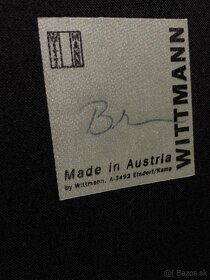 WITTMANN
Made in Austria
by Wittmann, A-3492 Etsdorf/Kamp
© Bazos.sk